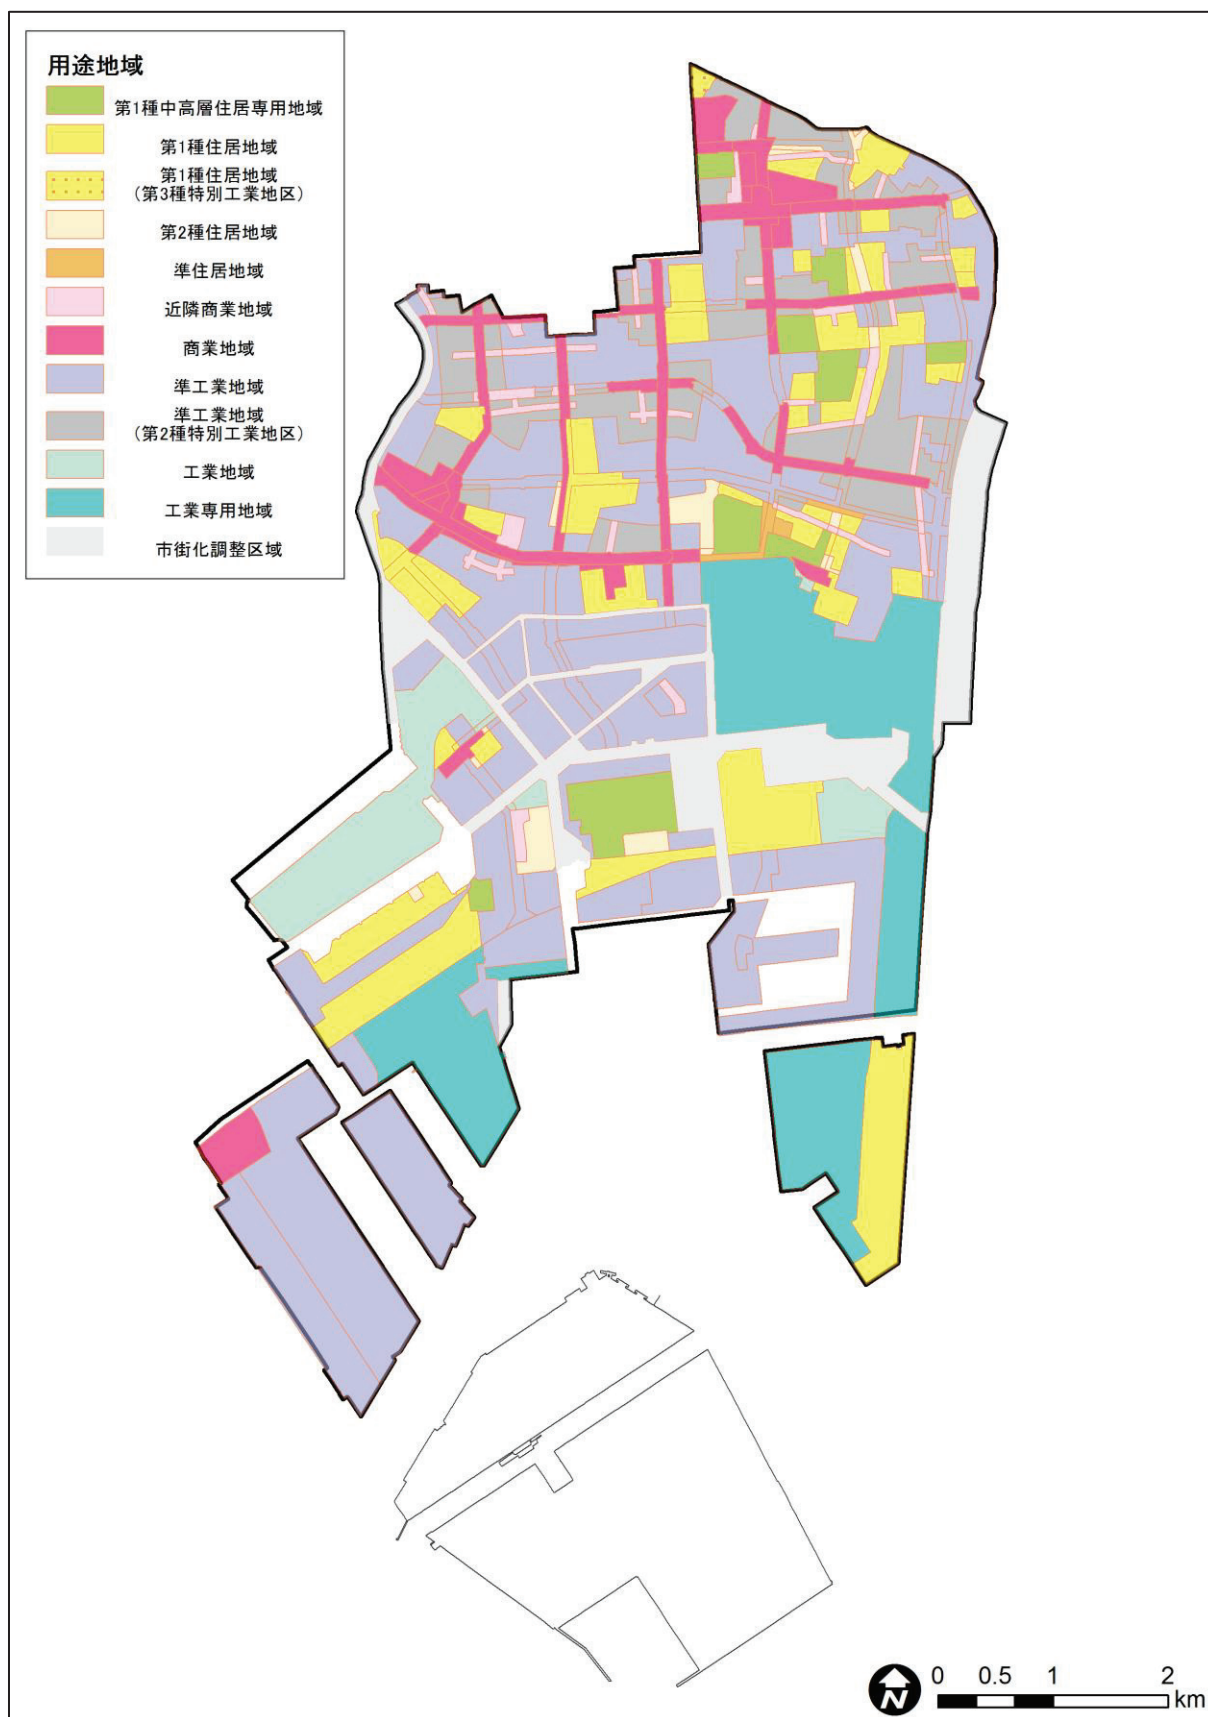 用途地域
第1種中高層住居専用地域
第1種住居地域
第1種住居地域
(第3種特別工業地区)
第2種住居地域
準住居地域
近隣商業地域
商業地域
準工業地域
準工業地域
(第2種特別工業地区)
工業地域
工業専用地域
市街化調整区域
N
0 0.5 1 2
km